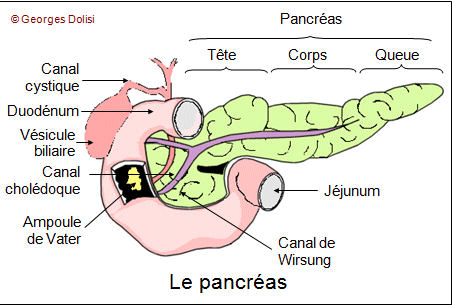 © Georges Dolisi
Pancréas
Tête
Corps
Queue
Canal
cystique
Duodénum
Vésicule
biliaire
Canal
cholédoque
Ampoule
de Vater
Jéjunum
Canal de
Wirsung
Le pancréas